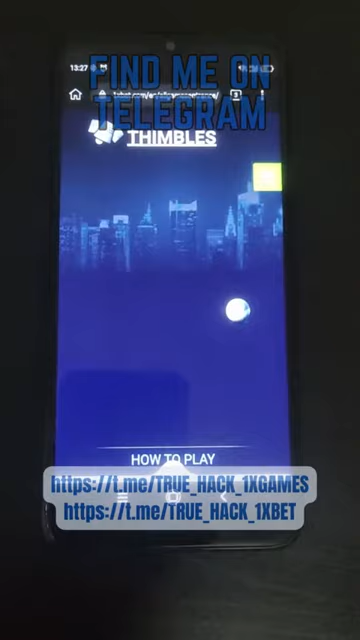 FIND ME ON
TELEGRAM
13:27
THIMBLES
HOW TO PLAY
https://t.me/TRUE_HACK_1XGAMES
https://t.me/TRUE_HACK_1XBET